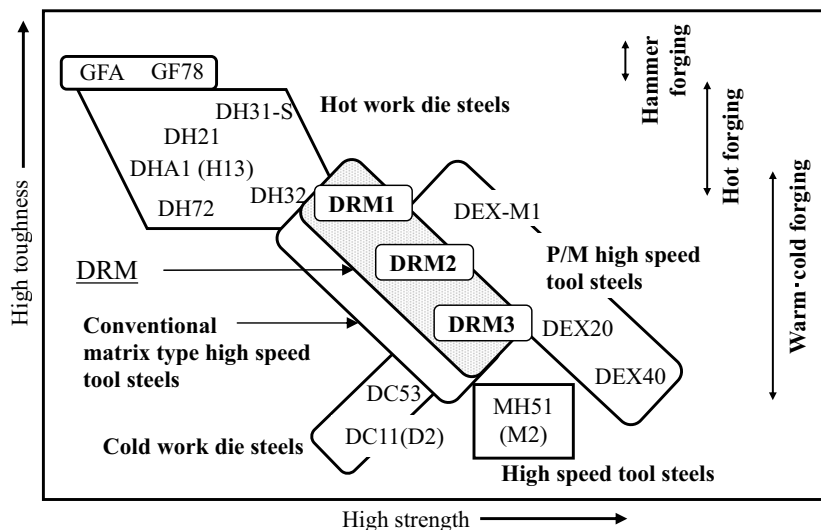 GFA GF78
DH31-S
DH21
DHA1 (H13)
DH32
DH72
Hot work die steels
Hammer
forging
Hot forging
Warm・cold forging
High toughness
DRM1
DRM2
DRM3
DEX-M1
P/M high speed
tool steels
DEX20
DEX40
DRM
Conventional
matrix type high speed
tool steels
DC53
DC11(D2)
Cold work die steels
MH51
(M2)
High speed tool steels
High strength